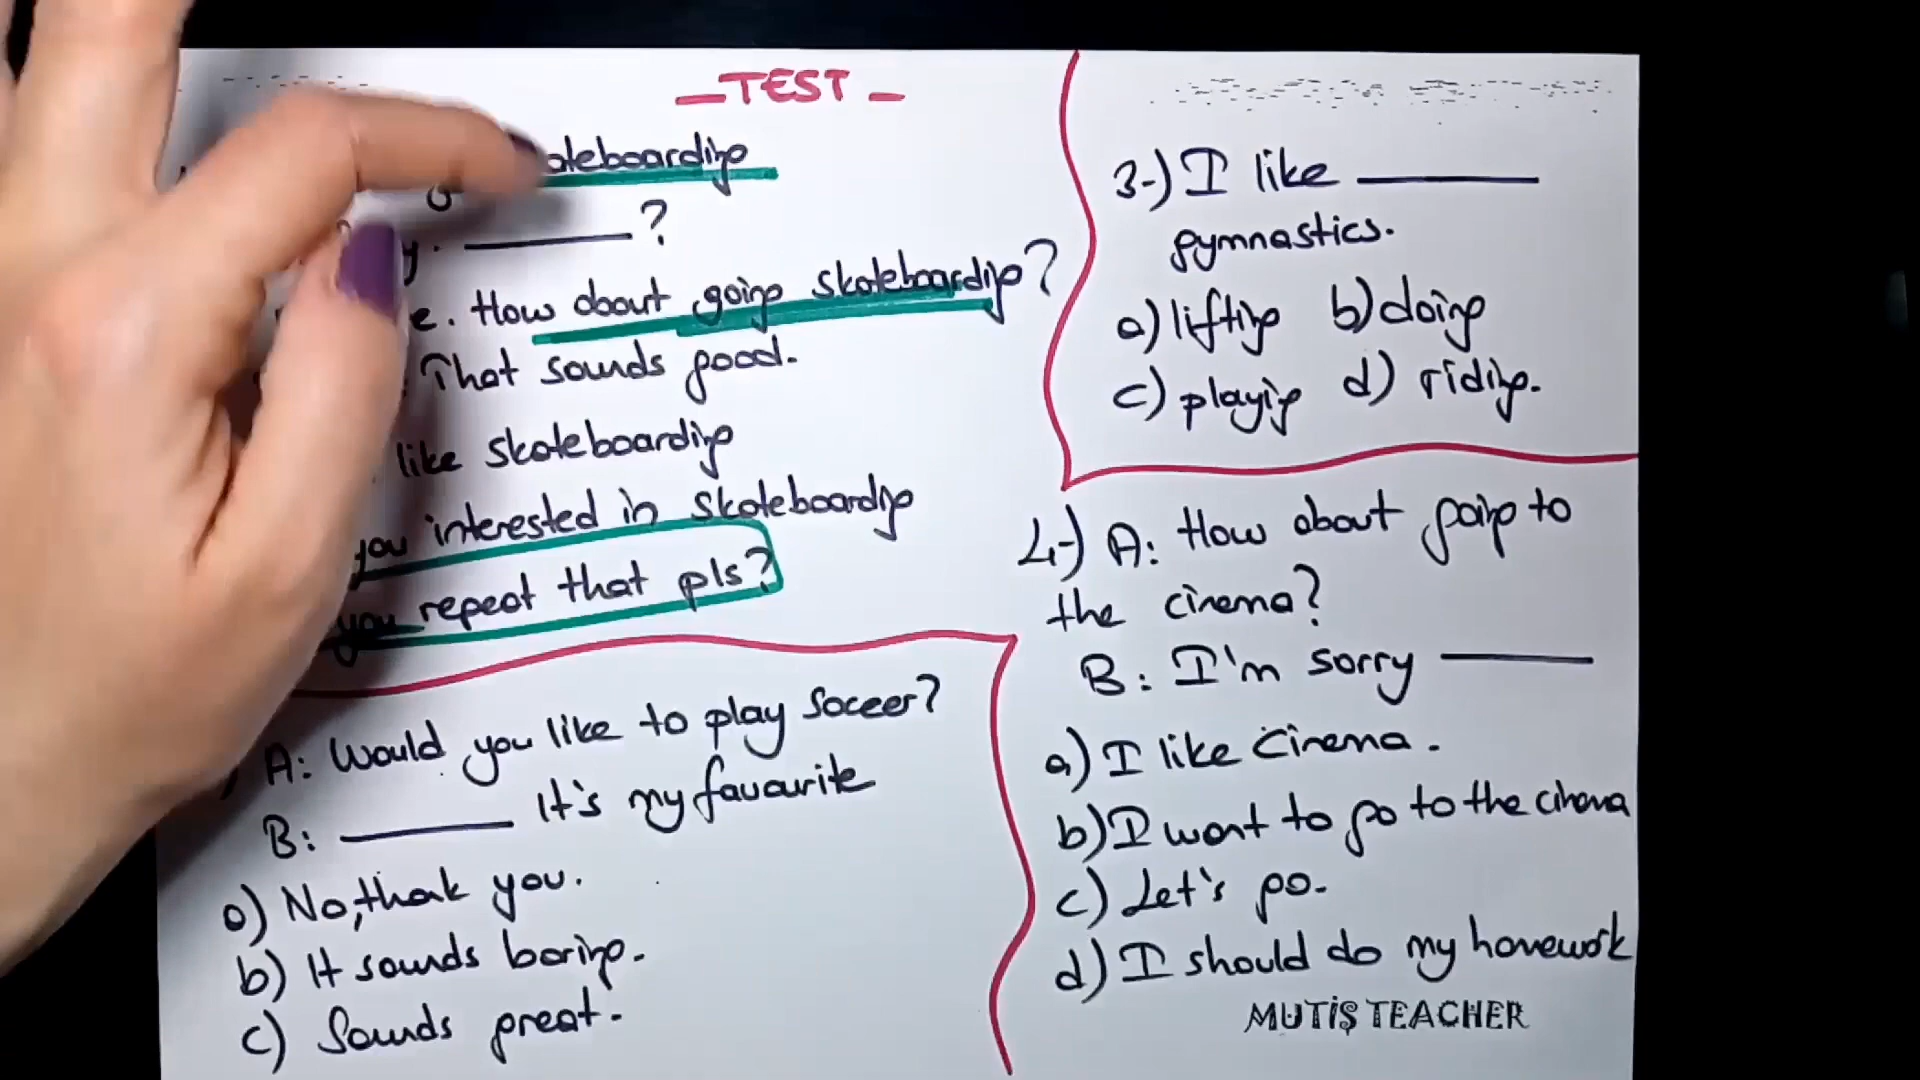 _TEST_
skateboarding
?
e. How about going skateboarding?
That sounds good.
like skateboarding
you interested in skateboarding
you repeat that pls?
A: Would you like to play soceer?
B: ______ It's my favourite
a) No, thank you.
b) It sounds boring.
c) Sounds great.
3-) I like ______
gymnastics.
a) lifting b) doing
c) playing d) riding.
4-) A: How about going to
the cinema?
B: I'm sorry ______
a) I like Cinema.
b) I want to go to the cinema
c) Let's go.
d) I should do my homework
MUTİŞ TEACHER